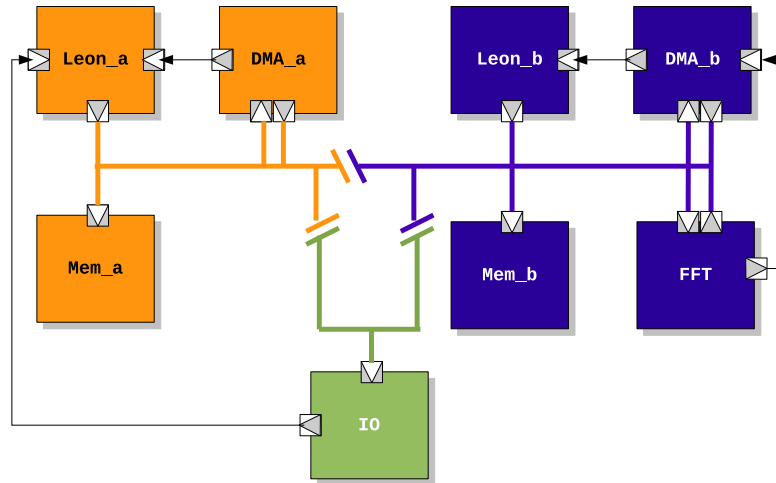 Leon_a
DMA_a
Leon_b
DMA_b
Mem_a
Mem_b
FFT
IO